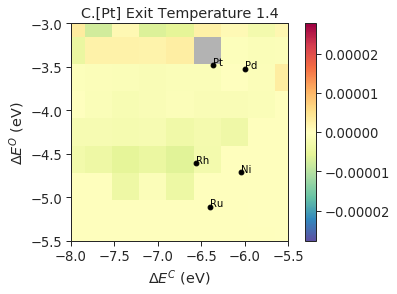 C.[Pt] Exit Temperature 1.4
−3.0
−3.5
−4.0
−4.5
−5.0
−5.5
ΔE^O (eV)
Pt
Pd
Rh
Ni
Ru
−8.0 −7.5 −7.0 −6.5 −6.0 −5.5
ΔE^C (eV)
0.00002
0.00001
0.00000
−0.00001
−0.00002